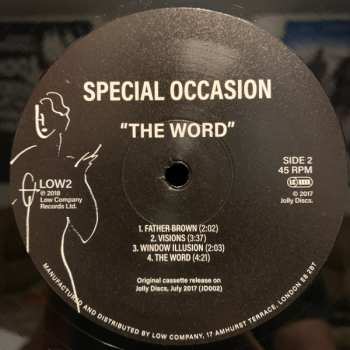 SPECIAL OCCASION
"THE WORD"
LOW2
℗ 2018
Low Company
Records Ltd.
SIDE 2
45 RPM
© 2017
Jolly Discs.
1. FATHER BROWN (2:02)
2. VISIONS (3:37)
3. WINDOW ILLUSION (2:03)
4. THE WORD (4:21)
Original cassette release on
Jolly Discs, July 2017 (JD002)
MANUFACTURED AND DISTRIBUTED BY LOW COMPANY, 17 AMHURST TERRACE, LONDON E8 2BT